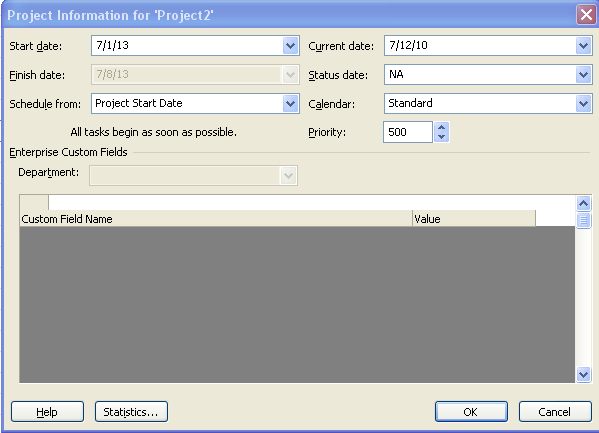 Project Information for 'Project2'
Start date: 7/1/13 Current date: 7/12/10
Finish date: 7/8/13 Status date: NA
Schedule from: Project Start Date Calendar: Standard
All tasks begin as soon as possible. Priority: 500
Enterprise Custom Fields
Department:
Custom Field Name Value
Help Statistics... OK Cancel